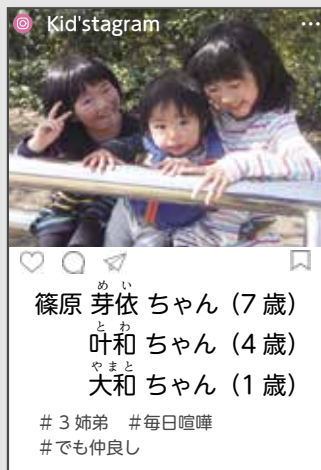 Kid'stagram
篠原 芽依 ちゃん（7 歳）
めい
叶和 ちゃん（4 歳）
とわ
大和 ちゃん（1 歳）
やまと
＃ 3 姉弟　＃毎日喧嘩
＃でも仲良し